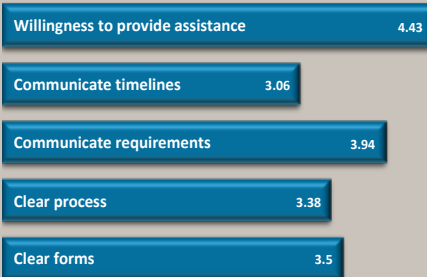 Willingness to provide assistance 4.43
Communicate timelines 3.06
Communicate requirements 3.94
Clear process 3.38
Clear forms 3.5